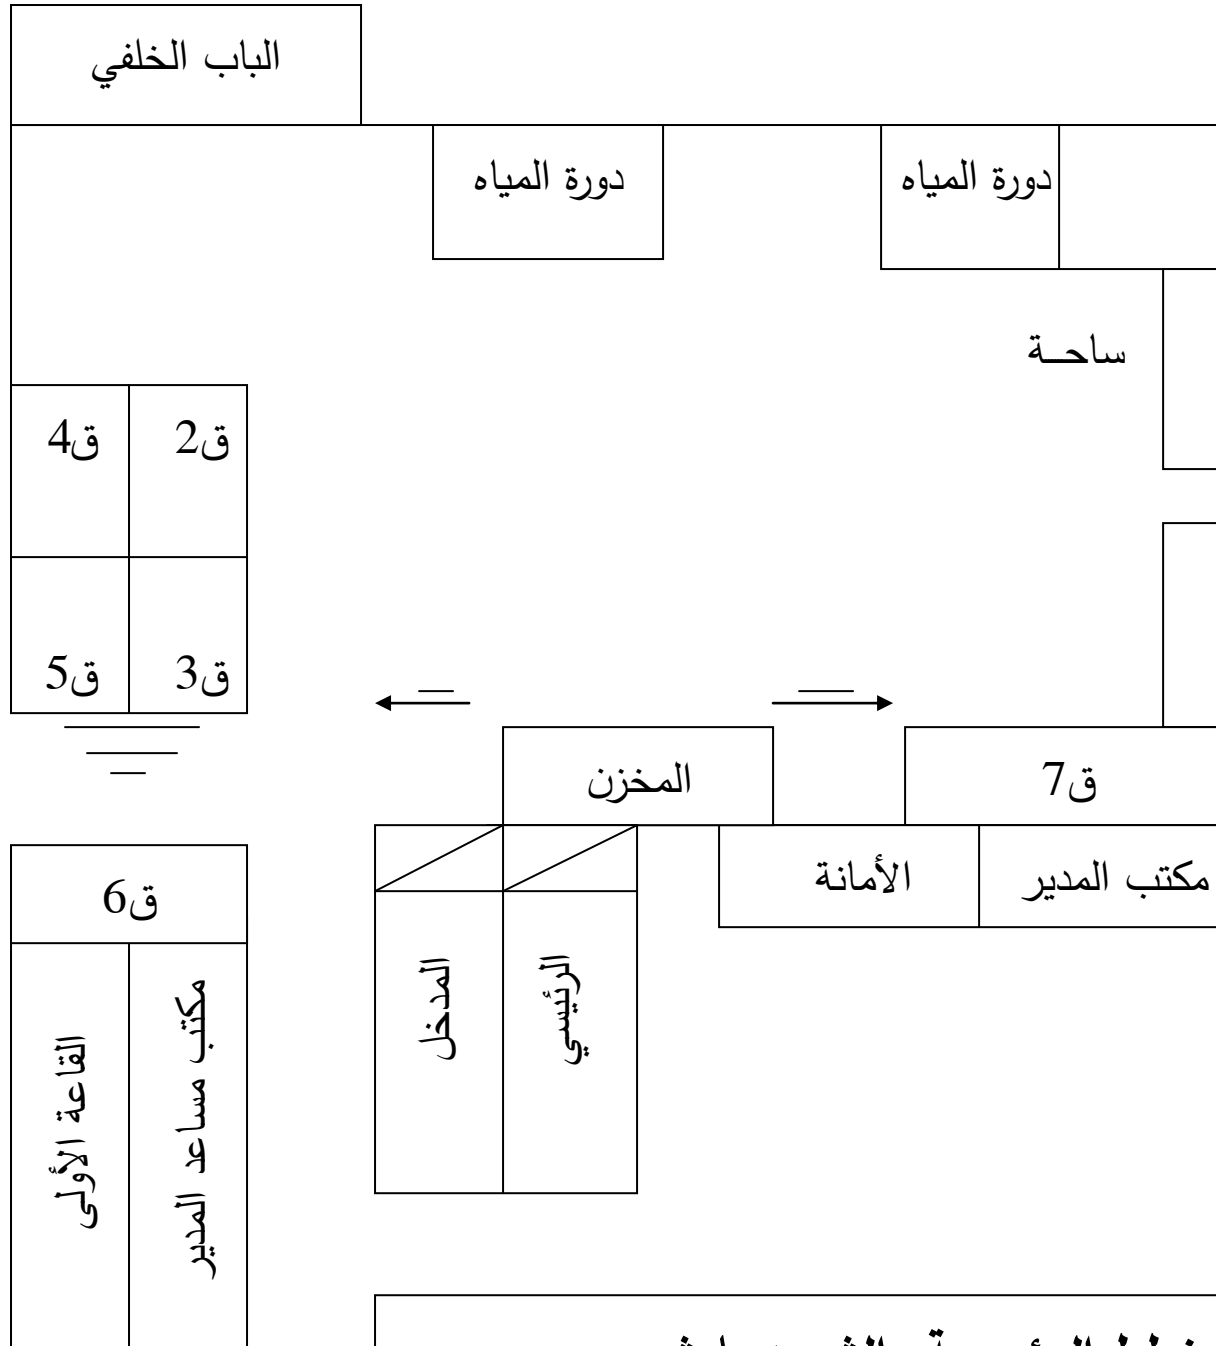 الباب الخلفي
دورة المياه
دورة المياه
ساحــة
ق2
ق4
ق3
ق5
المخزن
ق7
ق6
مكتب المدير
الأمانة
المدخل
الرئيسي
مكتب مساعد المدير
القاعة الأولى